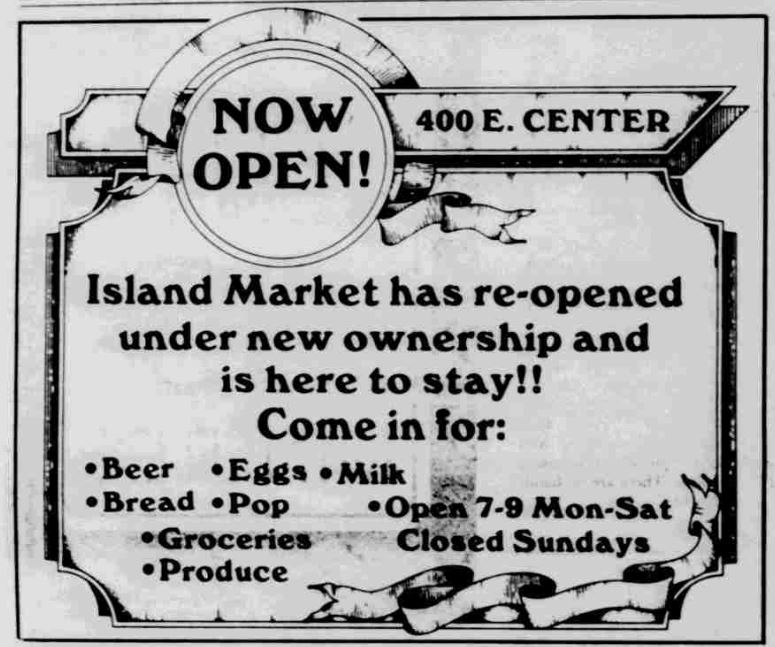 NOW
OPEN!
400 E. CENTER
Island Market has re-opened
under new ownership and
is here to stay!!
Come in for:
•Beer •Eggs •Milk
•Bread •Pop •Open 7-9 Mon-Sat
•Groceries Closed Sundays
•Produce